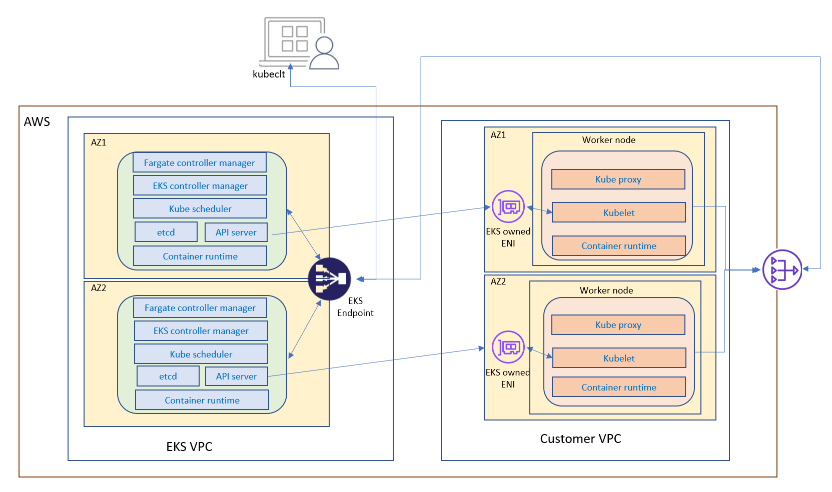 kubeclt
AWS
AZ1
Fargate controller manager
EKS controller manager
Kube scheduler
etcd
API server
Container runtime
AZ2
Fargate controller manager
EKS controller manager
Kube scheduler
etcd
API server
Container runtime
EKS
Endpoint
EKS VPC
AZ1
Worker node
Kube proxy
Kubelet
Container runtime
EKS owned
ENI
AZ2
Worker node
Kube proxy
Kubelet
Container runtime
EKS owned
ENI
Customer VPC